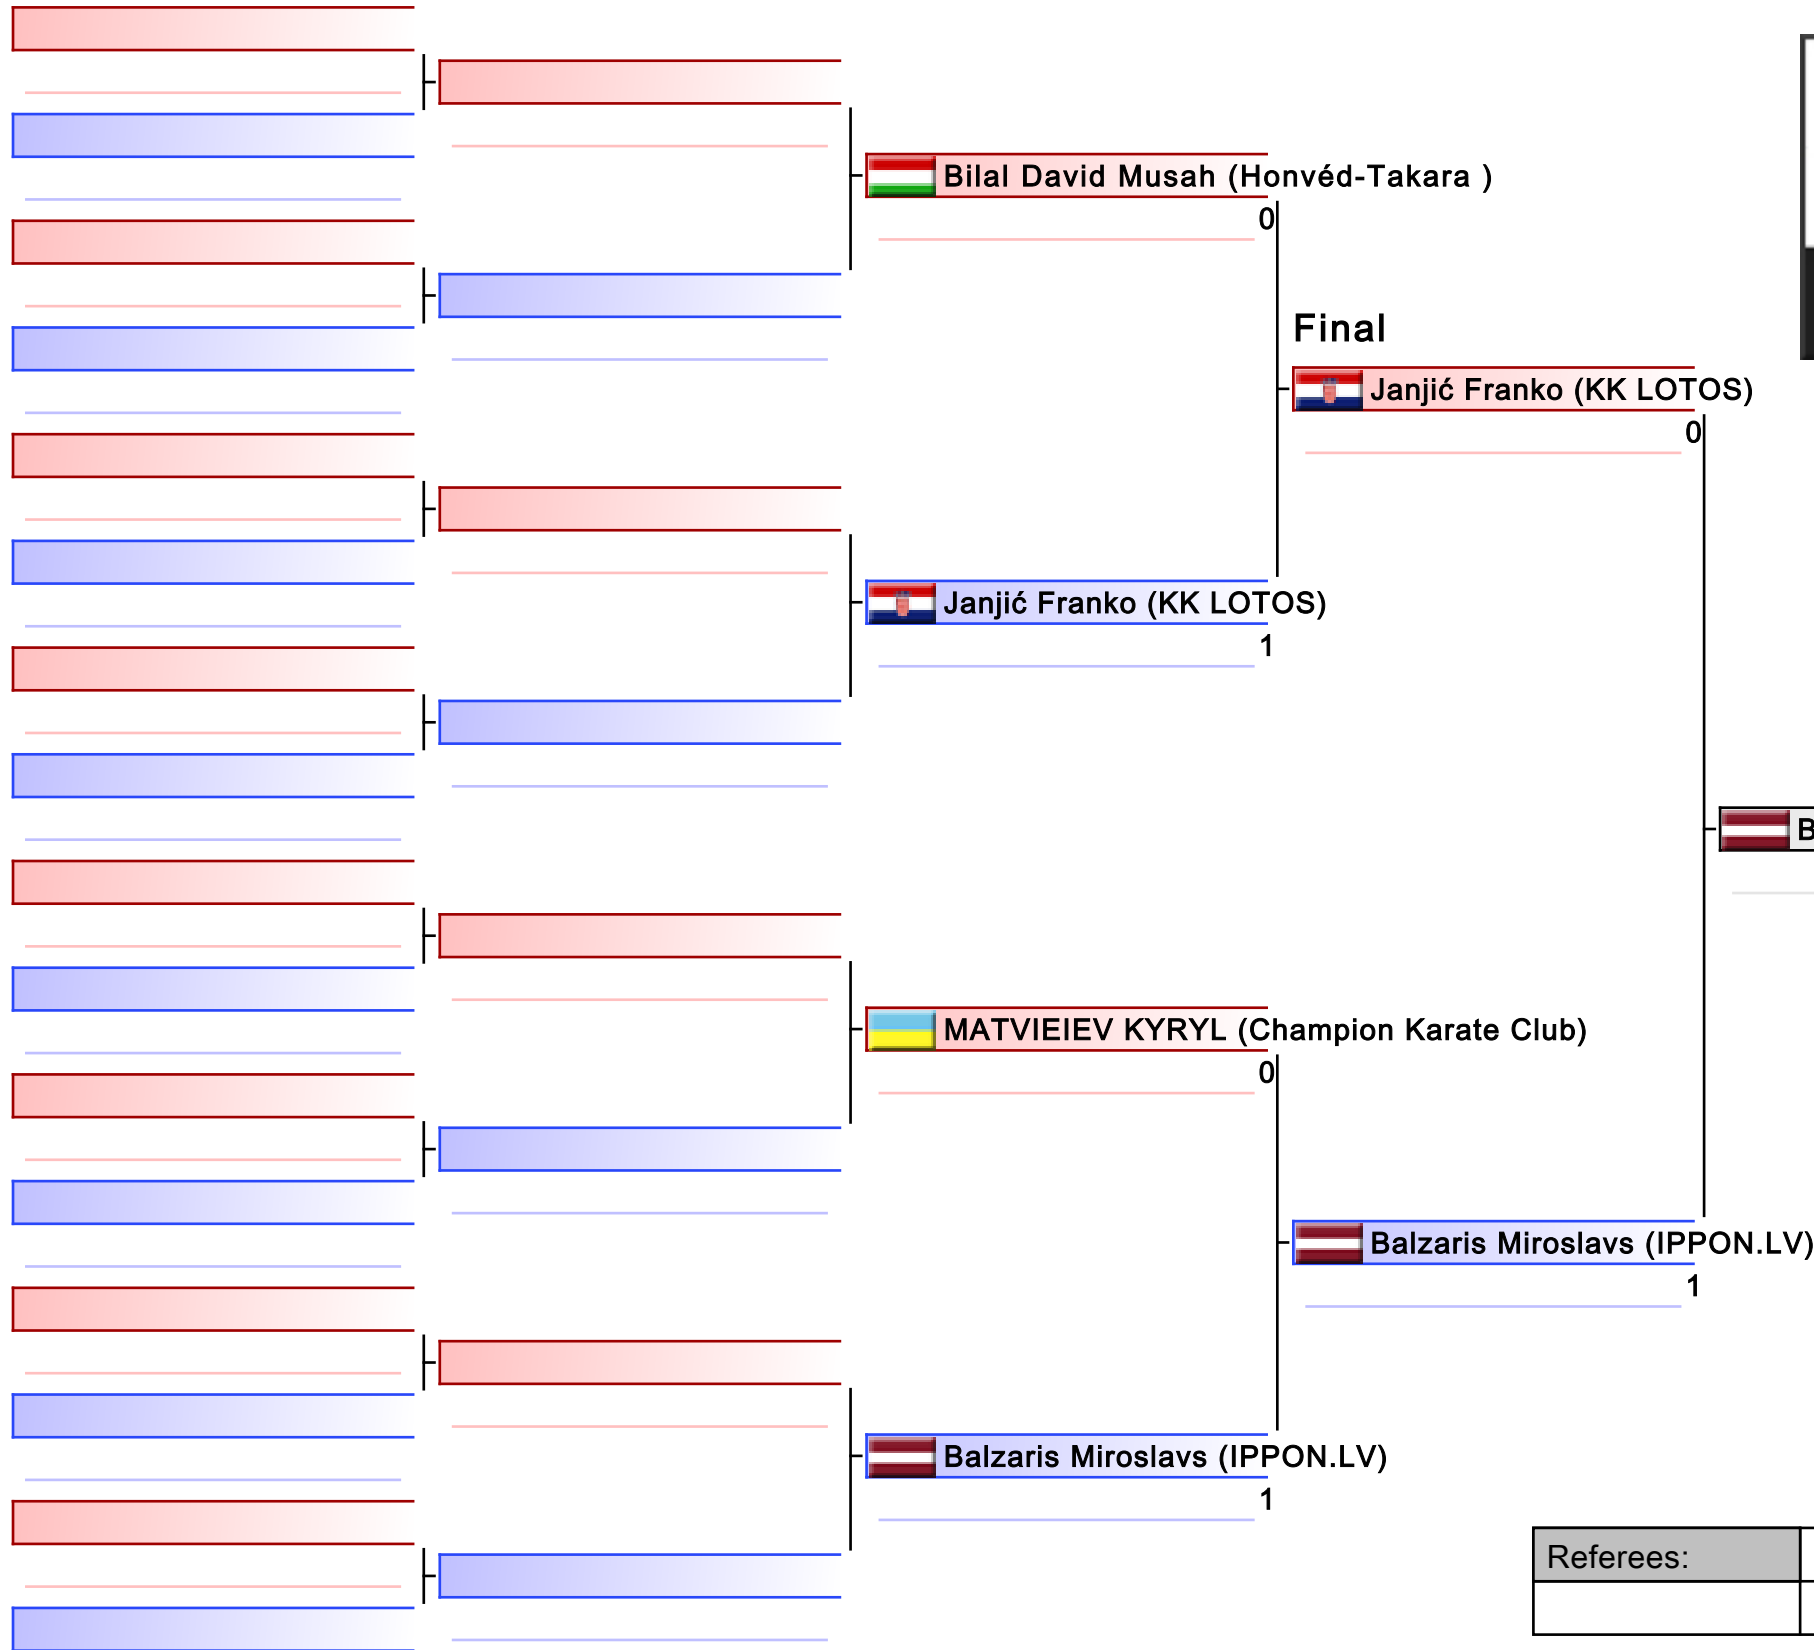 Bilal David Musah (Honvéd-Takara )
0
Final
Janjić Franko (KK LOTOS)
0
Janjić Franko (KK LOTOS)
1
B
MATVIEIEV KYRYL (Champion Karate Club)
0
Balzaris Miroslavs (IPPON.LV)
1
Balzaris Miroslavs (IPPON.LV)
1
Referees: